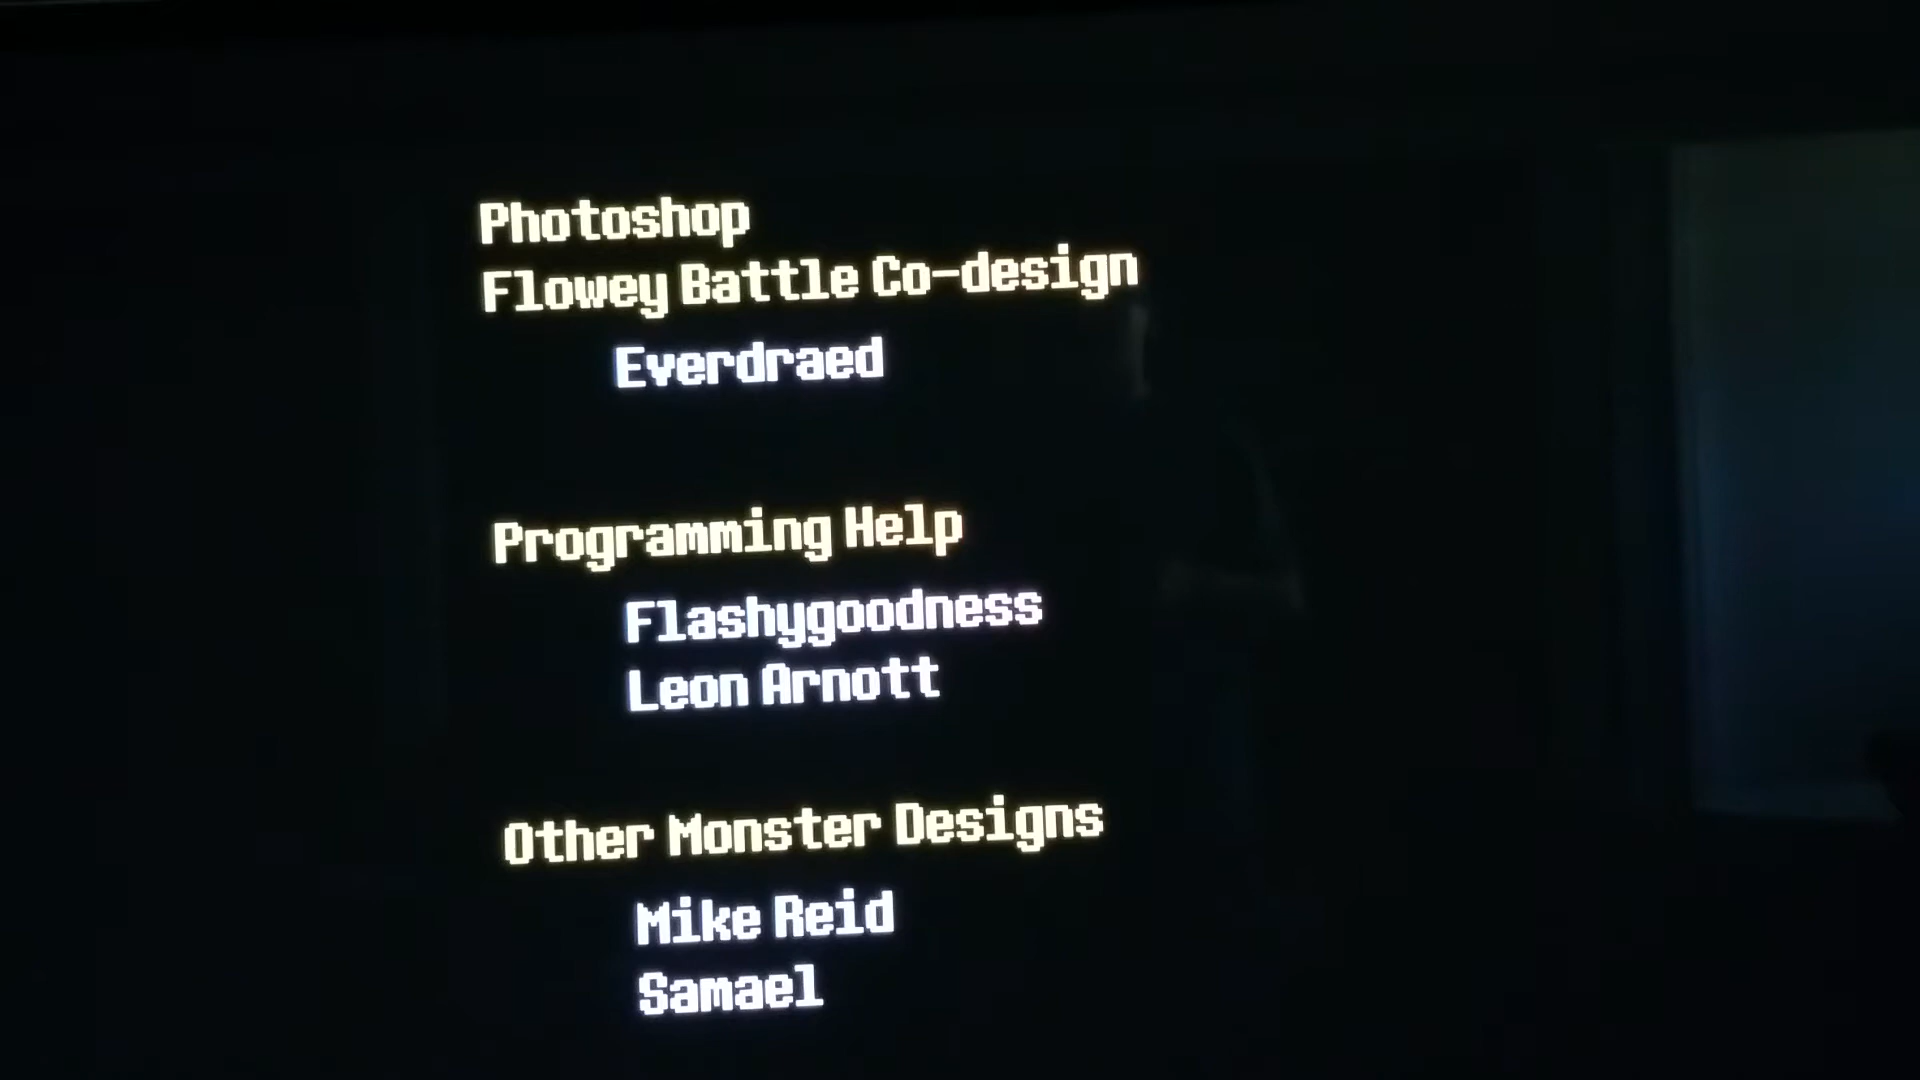 Photoshop
Flowey Battle Co-design
Everdraed
Programming Help
Flashygoodness
Leon Arnott
Other Monster Designs
Mike Reid
Samael